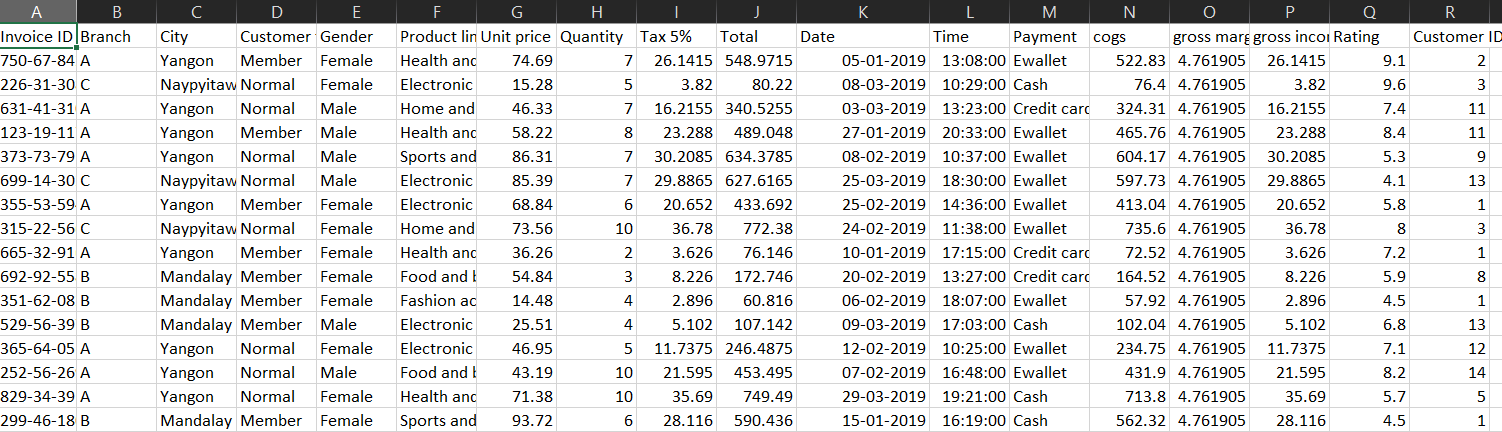 A B C D E F G H I J K L M N O P Q R
Invoice ID Branch City Customer Gender Product lin Unit price Quantity Tax 5% Total Date Time Payment cogs gross marg gross incor Rating Customer ID
750-67-84 A Yangon Member Female Health and 74.69 7 26.1415 548.9715 05-01-2019 13:08:00 Ewallet 522.83 4.761905 26.1415 9.1 2
226-31-30 C Naypyitaw Normal Female Electronic 15.28 5 3.82 80.22 08-03-2019 10:29:00 Cash 76.4 4.761905 3.82 9.6 3
631-41-31 A Yangon Normal Male Home and 46.33 7 16.2155 340.5255 03-03-2019 13:23:00 Credit card 324.31 4.761905 16.2155 7.4 11
123-19-11 A Yangon Member Male Health and 58.22 8 23.288 489.048 27-01-2019 20:33:00 Ewallet 465.76 4.761905 23.288 8.4 11
373-73-79 A Yangon Normal Male Sports and 86.31 7 30.2085 634.3785 08-02-2019 10:37:00 Ewallet 604.17 4.761905 30.2085 5.3 9
699-14-30 C Naypyitaw Normal Male Electronic 85.39 7 29.8865 627.6165 25-03-2019 18:30:00 Ewallet 597.73 4.761905 29.8865 4.1 13
355-53-59 A Yangon Member Female Electronic 68.84 6 20.652 433.692 25-02-2019 14:36:00 Ewallet 413.04 4.761905 20.652 5.8 1
315-22-56 C Naypyitaw Normal Female Home and 73.56 10 36.78 772.38 24-02-2019 11:38:00 Ewallet 735.6 4.761905 36.78 8 3
665-32-91 A Yangon Member Female Health and 36.26 2 3.626 76.146 10-01-2019 17:15:00 Credit card 72.52 4.761905 3.626 7.2 1
692-92-55 B Mandalay Member Female Food and b 54.84 3 8.226 172.746 20-02-2019 13:27:00 Credit card 164.52 4.761905 8.226 5.9 8
351-62-08 B Mandalay Member Female Fashion ac 14.48 4 2.896 60.816 06-02-2019 18:07:00 Ewallet 57.92 4.761905 2.896 4.5 1
529-56-39 B Mandalay Member Male Electronic 25.51 4 5.102 107.142 09-03-2019 17:03:00 Cash 102.04 4.761905 5.102 6.8 13
365-64-05 A Yangon Normal Female Electronic 46.95 5 11.7375 246.4875 12-02-2019 10:25:00 Ewallet 234.75 4.761905 11.7375 7.1 12
252-56-26 A Yangon Normal Male Food and b 43.19 10 21.595 453.495 07-02-2019 16:48:00 Ewallet 431.9 4.761905 21.595 8.2 14
829-34-39 A Yangon Normal Female Health and 71.38 10 35.69 749.49 29-03-2019 19:21:00 Cash 713.8 4.761905 35.69 5.7 5
299-46-18 B Mandalay Member Female Sports and 93.72 6 28.116 590.436 15-01-2019 16:19:00 Cash 562.32 4.761905 28.116 4.5 1